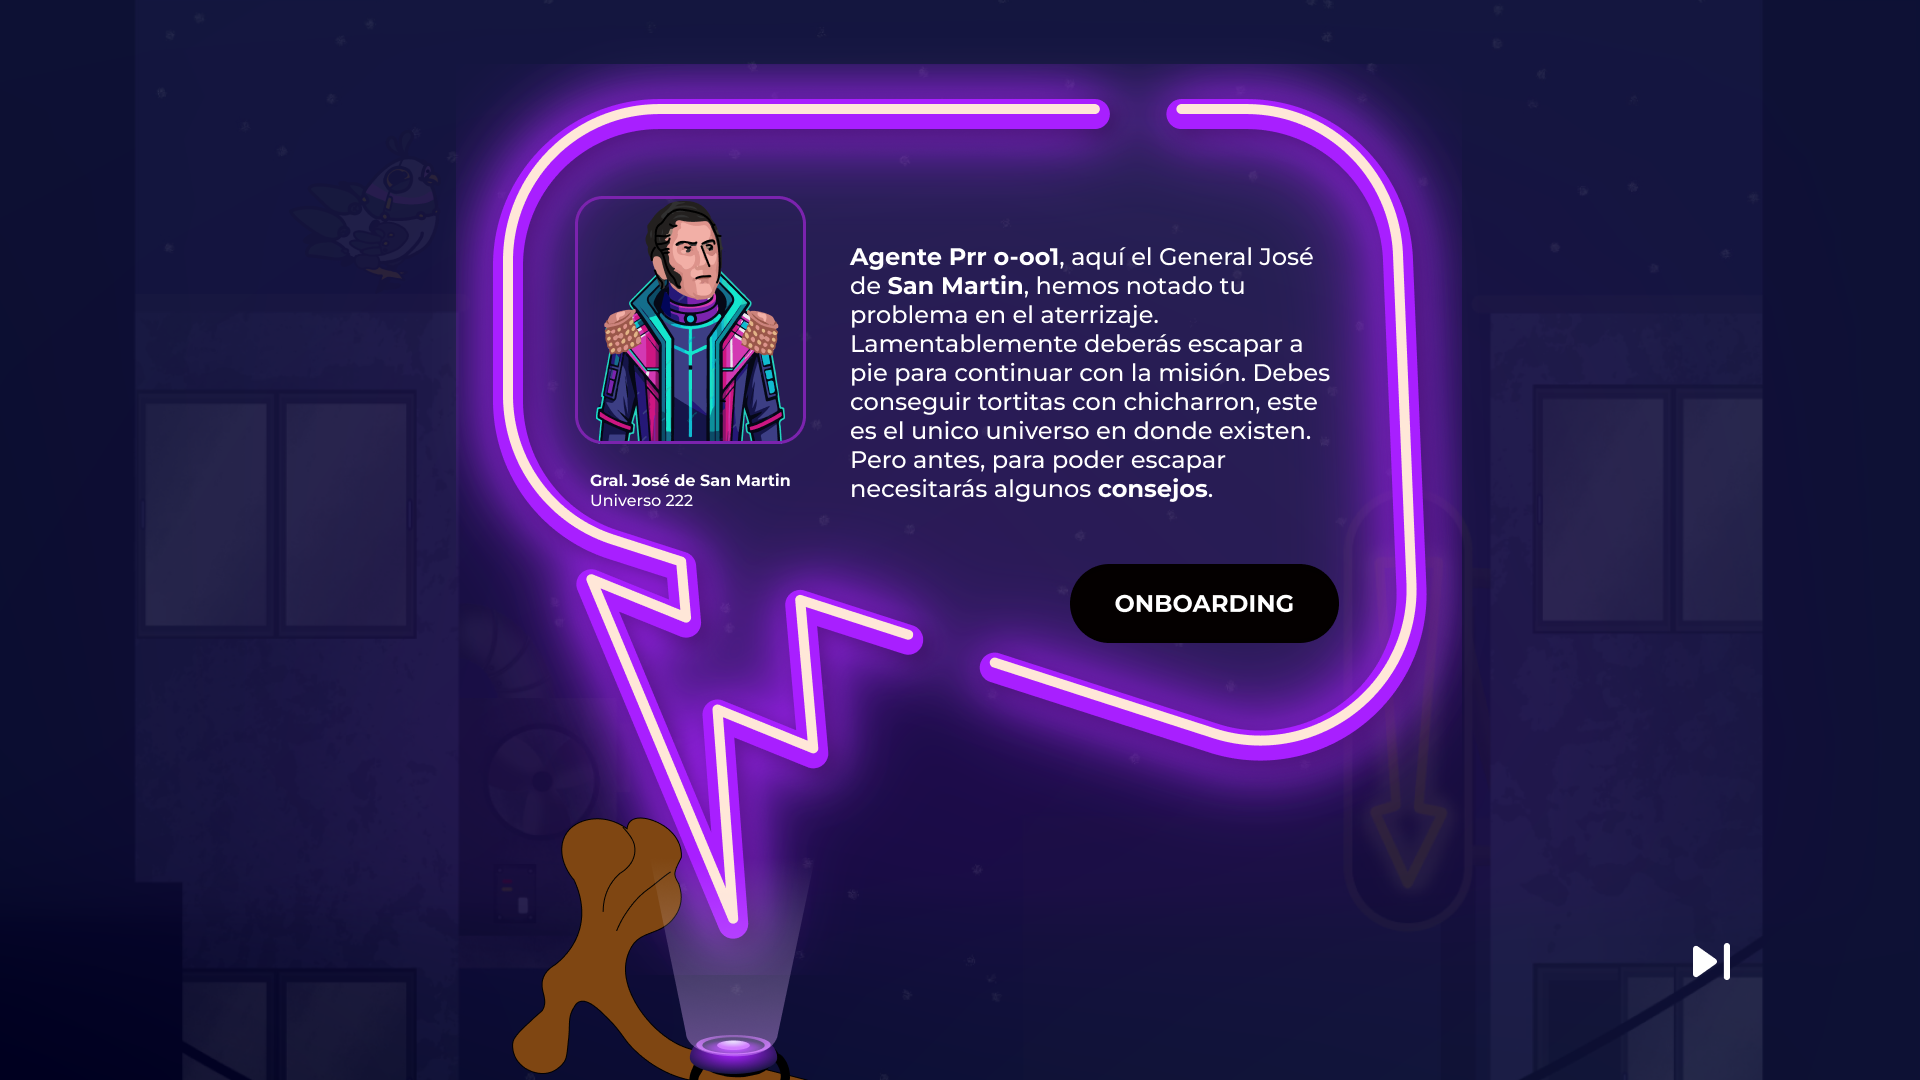 Agente Prr 0-001, aquí el General José
de San Martin, hemos notado tu
problema en el aterrizaje.
Lamentablemente deberás escapar a
pie para continuar con la misión. Debes
conseguir tortitas con chicharron, este
es el unico universo en donde existen.
Pero antes, para poder escapar
necesitarás algunos consejos.
Gral. José de San Martin
Universo 222
ONBOARDING